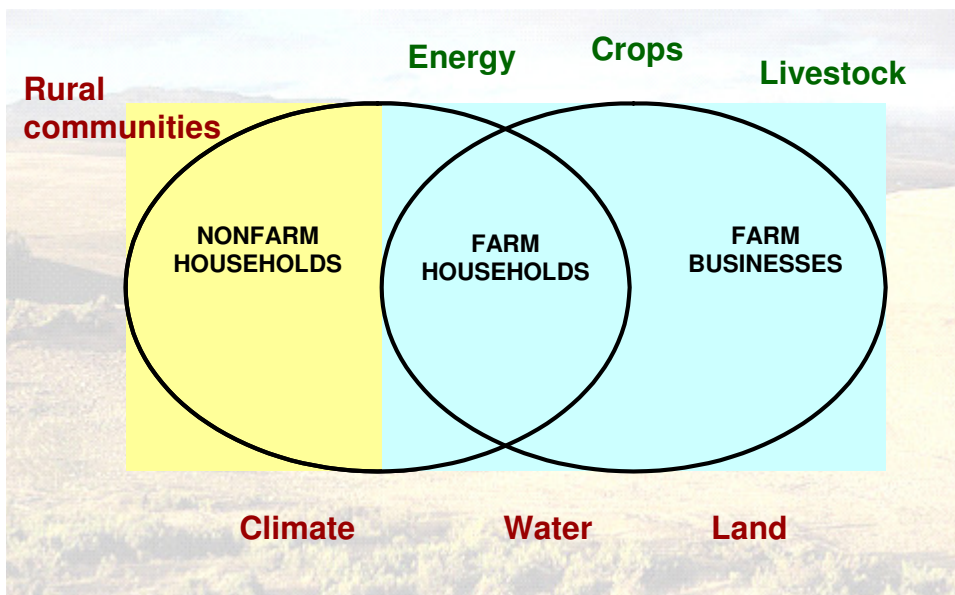 Energy
Crops
Livestock
Rural
communities
NONFARM
HOUSEHOLDS
FARM
HOUSEHOLDS
FARM
BUSINESSES
Climate
Water
Land